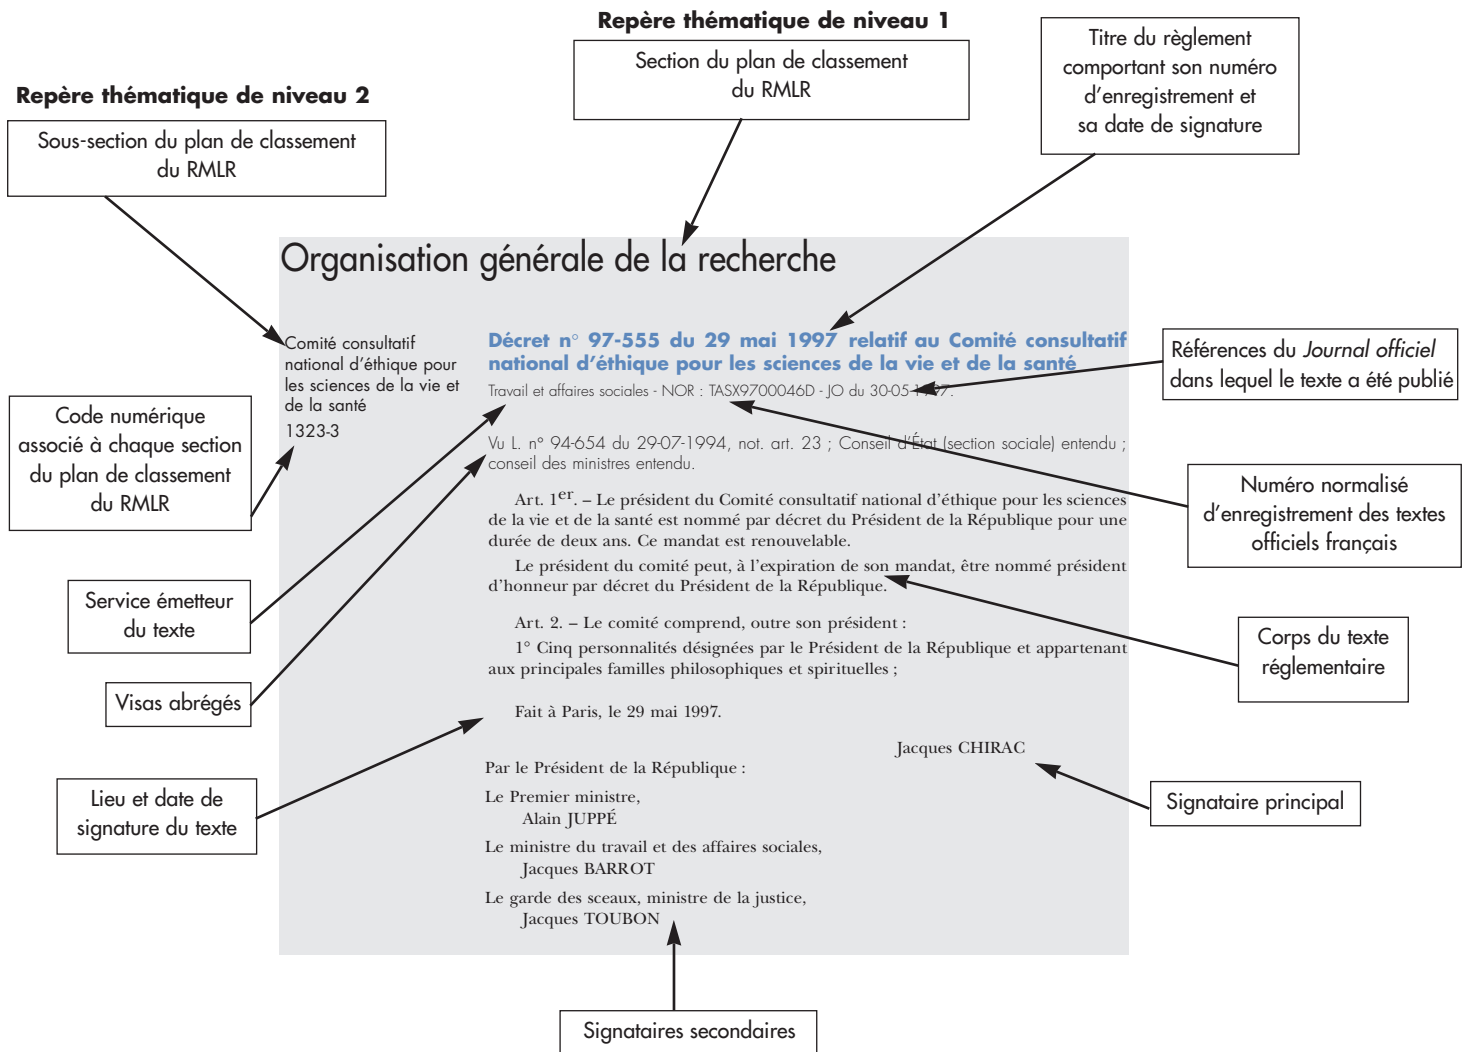 Repère thématique de niveau 1
Section du plan de classement
du RMLR
Titre du règlement
comportant son numéro
d'enregistrement et
sa date de signature
Repère thématique de niveau 2
Sous-section du plan de classement
du RMLR
Organisation générale de la recherche
Comité consultatif
national d'éthique pour
les sciences de la vie et
de la santé
1323-3
Code numérique
associé à chaque section
du plan de classement
du RMLR
Décret n° 97-555 du 29 mai 1997 relatif au Comité consultatif
national d'éthique pour les sciences de la vie et de la santé
Travail et affaires sociales - NOR : TASX9700046D - JO du 30-05-1997.
Références du Journal officiel
dans lequel le texte a été publié
Vu L. nº 94-654 du 29-07-1994, not. art. 23 ; Conseil d'État (section sociale) entendu ;
conseil des ministres entendu.
Numéro normalisé
d'enregistrement des textes
officiels français
Art. 1er. – Le président du Comité consultatif national d'éthique pour les sciences
de la vie et de la santé est nommé par décret du Président de la République pour une
durée de deux ans. Ce mandat est renouvelable.
Le président du comité peut, à l'expiration de son mandat, être nommé président
d'honneur par décret du Président de la République.
Service émetteur
du texte
Art. 2. – Le comité comprend, outre son président :
1° Cinq personnalités désignées par le Président de la République et appartenant
aux principales familles philosophiques et spirituelles ;
Corps du texte
réglementaire
Visas abrégés
Fait à Paris, le 29 mai 1997.
Jacques CHIRAC
Par le Président de la République :
Le Premier ministre,
Alain JUPPÉ
Le ministre du travail et des affaires sociales,
Jacques BARROT
Le garde des sceaux, ministre de la justice,
Jacques TOUBON
Lieu et date de
signature du texte
Signataire principal
Signataires secondaires